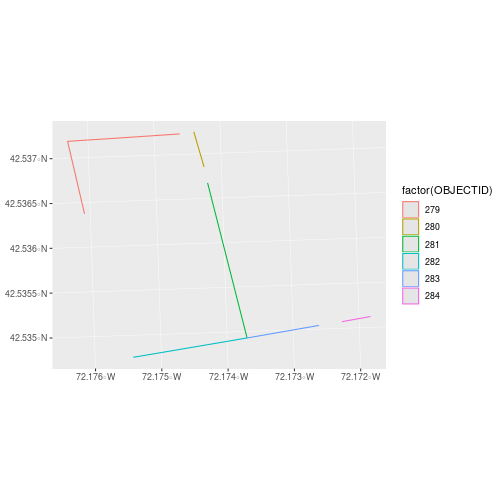 42.537◦N
42.5365◦N
42.536◦N
42.5355◦N
42.535◦N
72.176◦W
72.175◦W
72.174◦W
72.173◦W
72.172◦W
factor(OBJECTID)
279
280
281
282
283
284